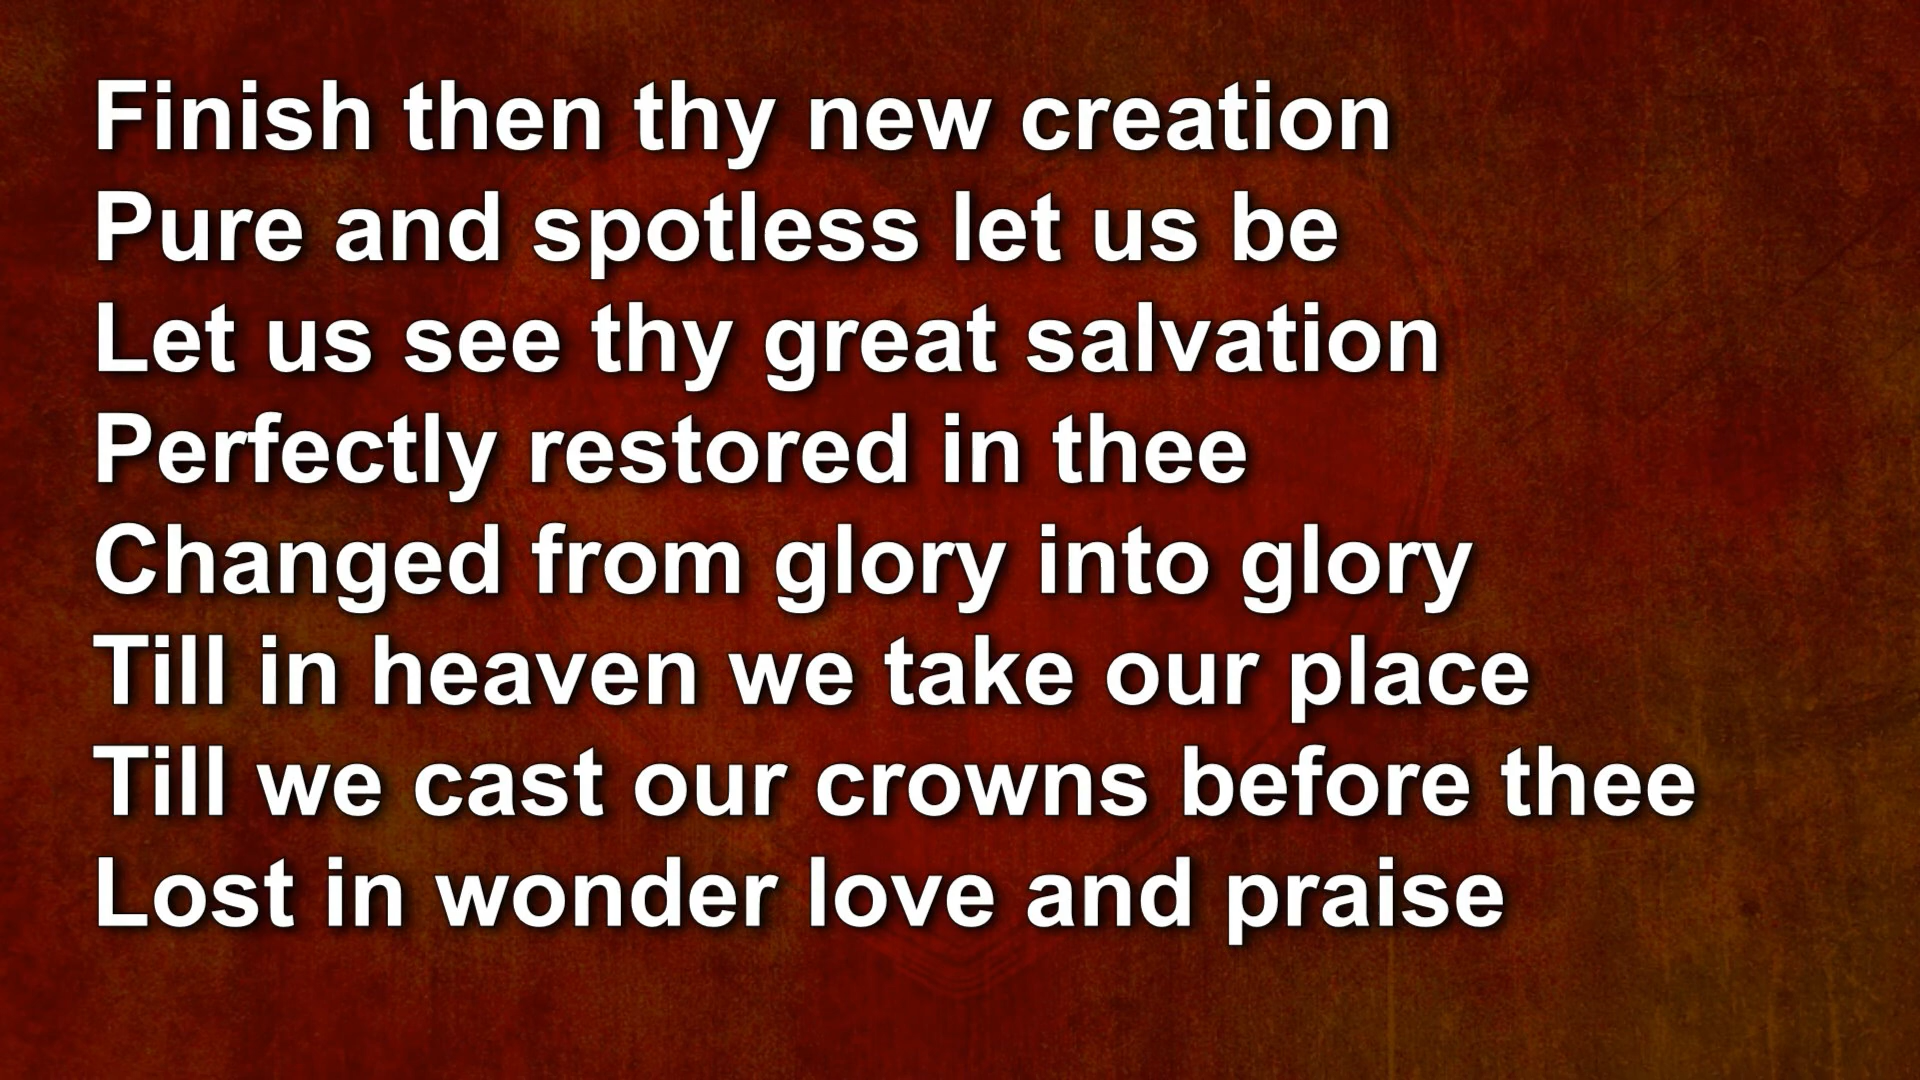 Finish then thy new creation
Pure and spotless let us be
Let us see thy great salvation
Perfectly restored in thee
Changed from glory into glory
Till in heaven we take our place
Till we cast our crowns before thee
Lost in wonder love and praise